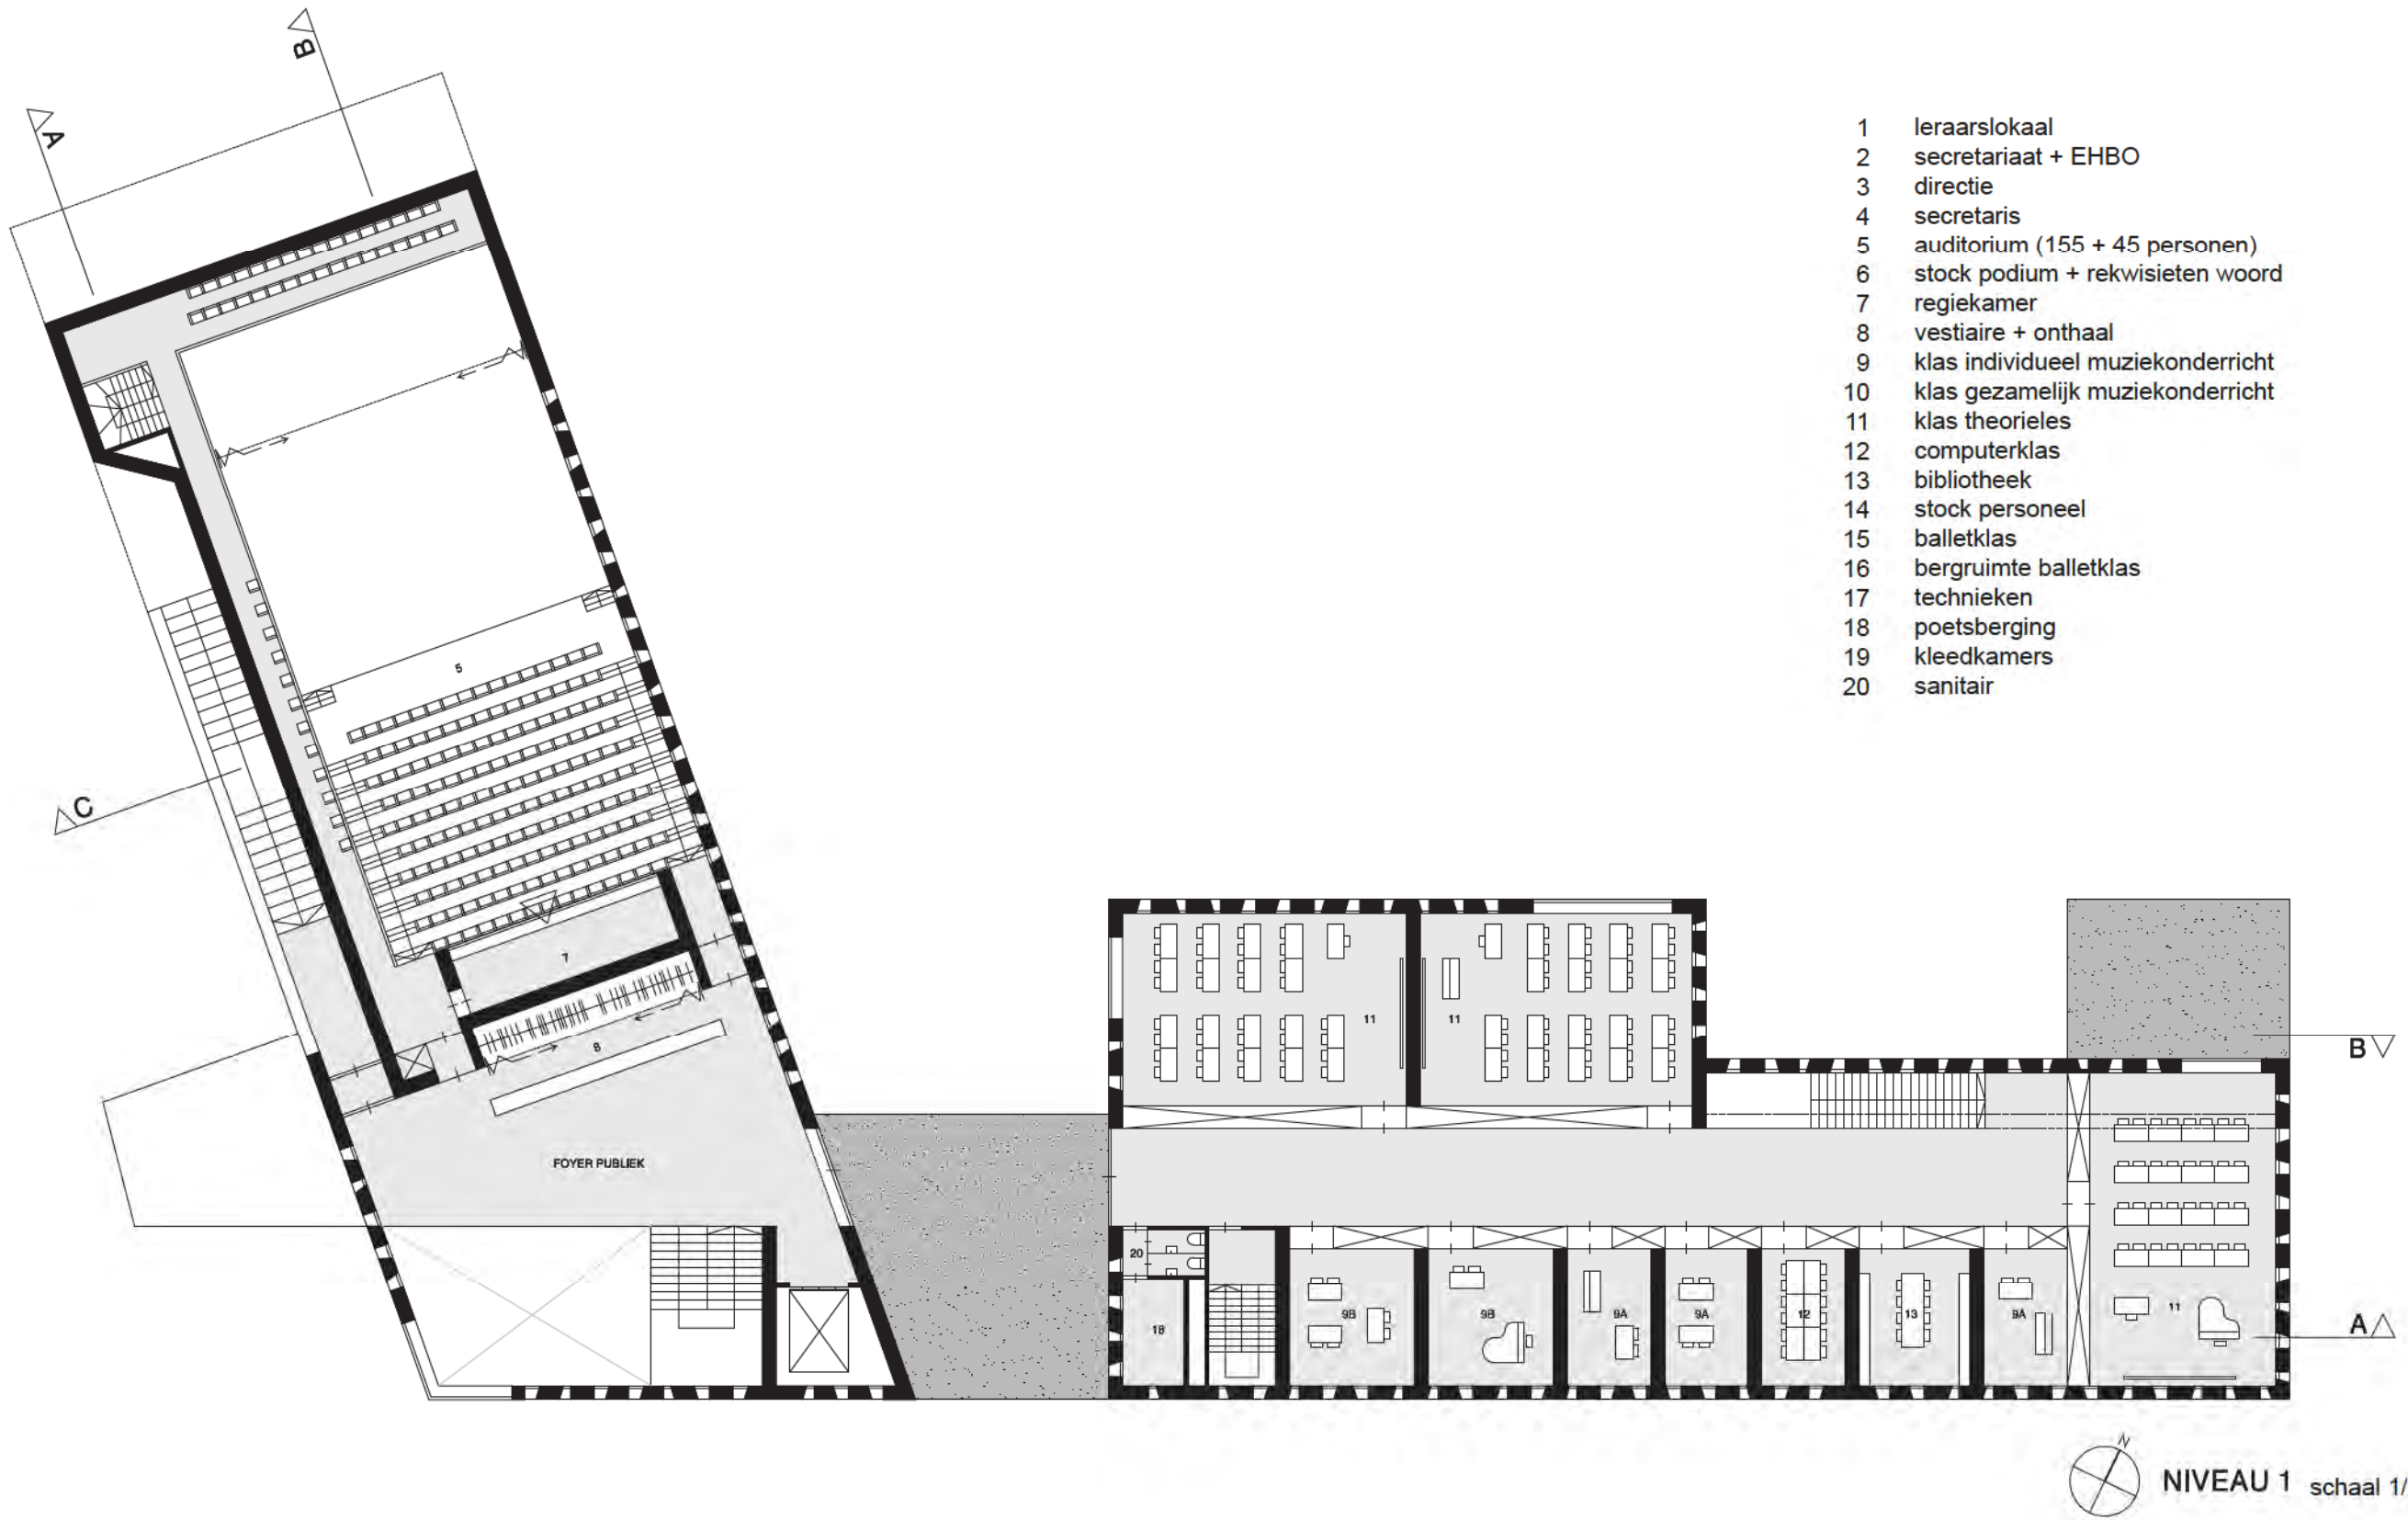 B
A
1 leraarslokaal
2 secretariaat + EHBO
3 directie
4 secretaris
5 auditorium (155 + 45 personen)
6 stock podium + rekwisieten woord
7 regiekamer
8 vestiaire + onthaal
9 klas individueel muziekonderricht
10 klas gezamelijk muziekonderricht
11 klas theorieles
12 computerklas
13 bibliotheek
14 stock personeel
15 balletklas
16 bergruimte balletklas
17 technieken
18 poetsberging
19 kleedkamers
20 sanitair
5
C
7
11 11
8
B
FOYER PUBLIEK
20
18 9B 9B 9A 9A 12 13 9A 11
A
N
NIVEAU 1 schaal 1/